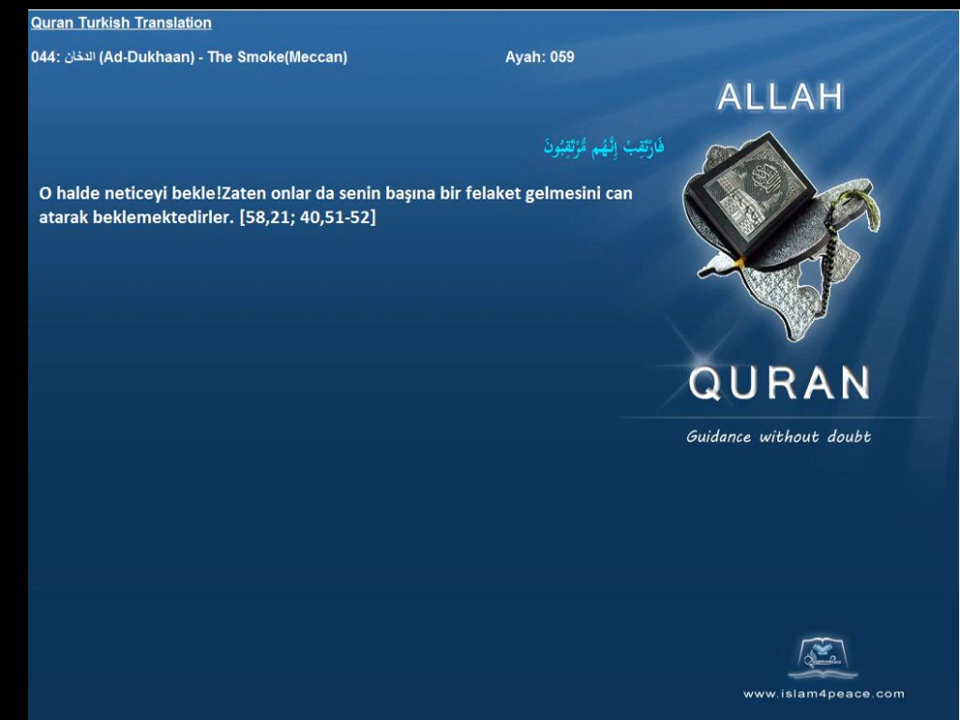 Quran Turkish Translation
044: الدخان (Ad-Dukhaan) - The Smoke(Meccan) Ayah: 059
ALLAH
فَارْتَقِبْ إِنَّهُم مُّرْتَقِبُونَ
O halde neticeyi bekle!Zaten onlar da senin başına bir felaket gelmesini can
atarak beklemektedirler. [58,21; 40,51-52]
QURAN
Guidance without doubt
www.islam4peace.com